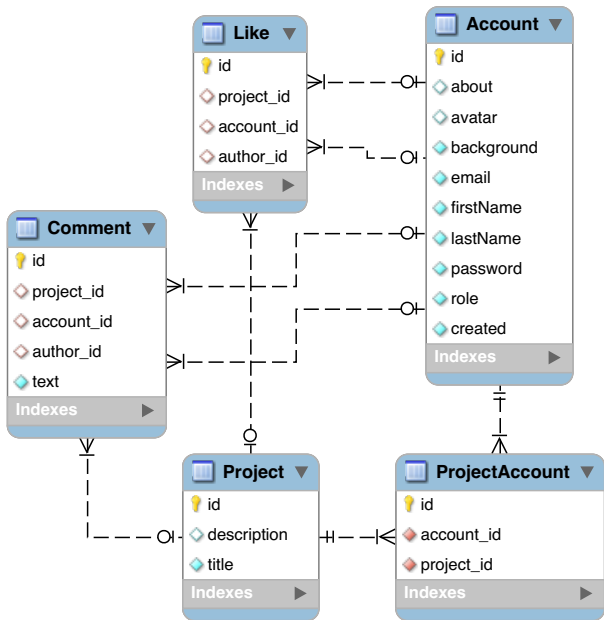 Like
id
project_id
account_id
author_id
Indexes
Account
id
about
avatar
background
email
firstName
lastName
password
role
created
Indexes
Comment
id
project_id
account_id
author_id
text
Indexes
Project
id
description
title
Indexes
ProjectAccount
id
account_id
project_id
Indexes